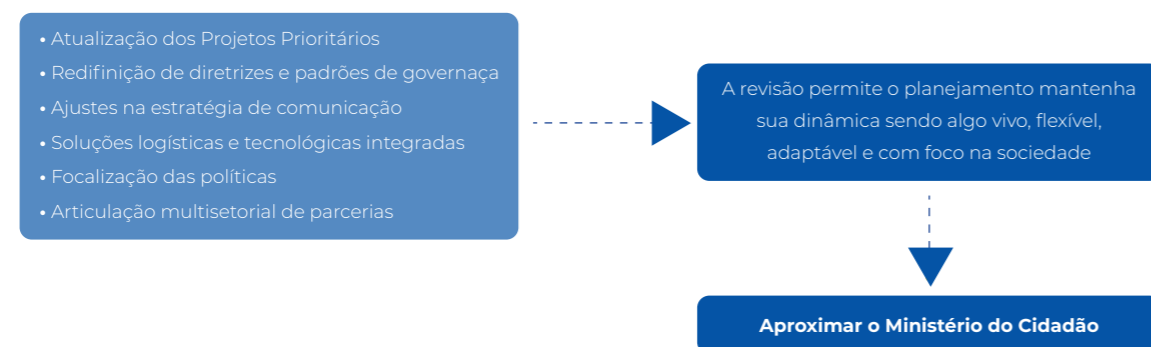 • Atualização dos Projetos Prioritários
• Redifinição de diretrizes e padrões de governaça
• Ajustes na estratégia de comunicação
• Soluções logísticas e tecnológicas integradas
• Focalização das políticas
• Articulação multisetorial de parcerias
A revisão permite o planejamento mantenha
sua dinâmica sendo algo vivo, flexível,
adaptável e com foco na sociedade
Aproximar o Ministério do Cidadão